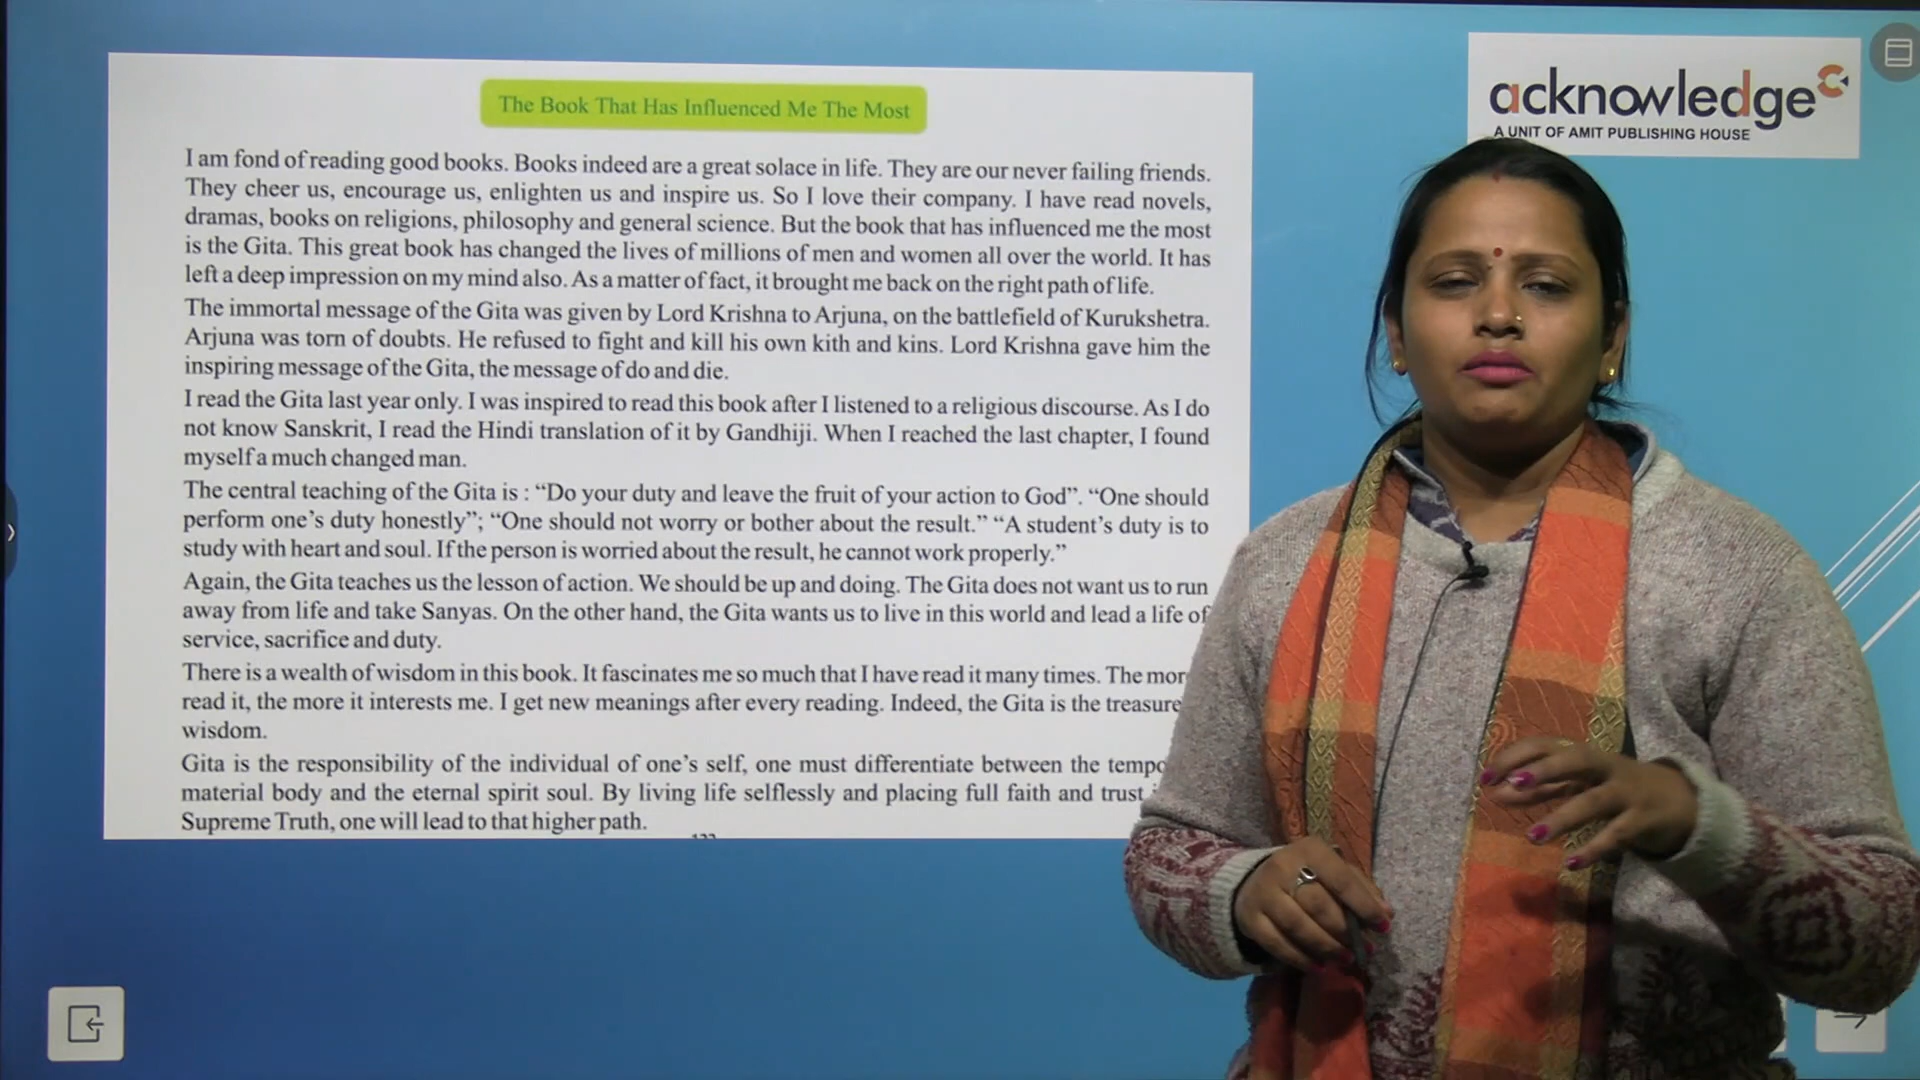 The Book That Has Influenced Me The Most
acknowledge
A UNIT OF AMIT PUBLISHING HOUSE
I am fond of reading good books. Books indeed are a great solace in life. They are our never failing friends.
They cheer us, encourage us, enlighten us and inspire us. So I love their company. I have read novels,
dramas, books on religions, philosophy and general science. But the book that has influenced me the most
is the Gita. This great book has changed the lives of millions of men and women all over the world. It has
left a deep impression on my mind also. As a matter of fact, it brought me back on the right path of life.
The immortal message of the Gita was given by Lord Krishna to Arjuna, on the battlefield of Kurukshetra.
Arjuna was torn of doubts. He refused to fight and kill his own kith and kins. Lord Krishna gave him the
inspiring message of the Gita, the message of do and die.
I read the Gita last year only. I was inspired to read this book after I listened to a religious discourse. As I do
not know Sanskrit, I read the Hindi translation of it by Gandhiji. When I reached the last chapter, I found
myself a much changed man.
The central teaching of the Gita is : “Do your duty and leave the fruit of your action to God”. “One should
perform one’s duty honestly”; “One should not worry or bother about the result.” “A student’s duty is to
study with heart and soul. If the person is worried about the result, he cannot work properly.”
Again, the Gita teaches us the lesson of action. We should be up and doing. The Gita does not want us to run
away from life and take Sanyas. On the other hand, the Gita wants us to live in this world and lead a life of
service, sacrifice and duty.
There is a wealth of wisdom in this book. It fascinates me so much that I have read it many times. The
read it, the more it interests me. I get new meanings after every reading. Indeed, the Gita is the treasure
wisdom.
Gita is the responsibility of the individual of one’s self, one must differentiate between the
material body and the eternal spirit soul. By living life selflessly and placing full faith and trust
Supreme Truth, one will lead to that higher path.